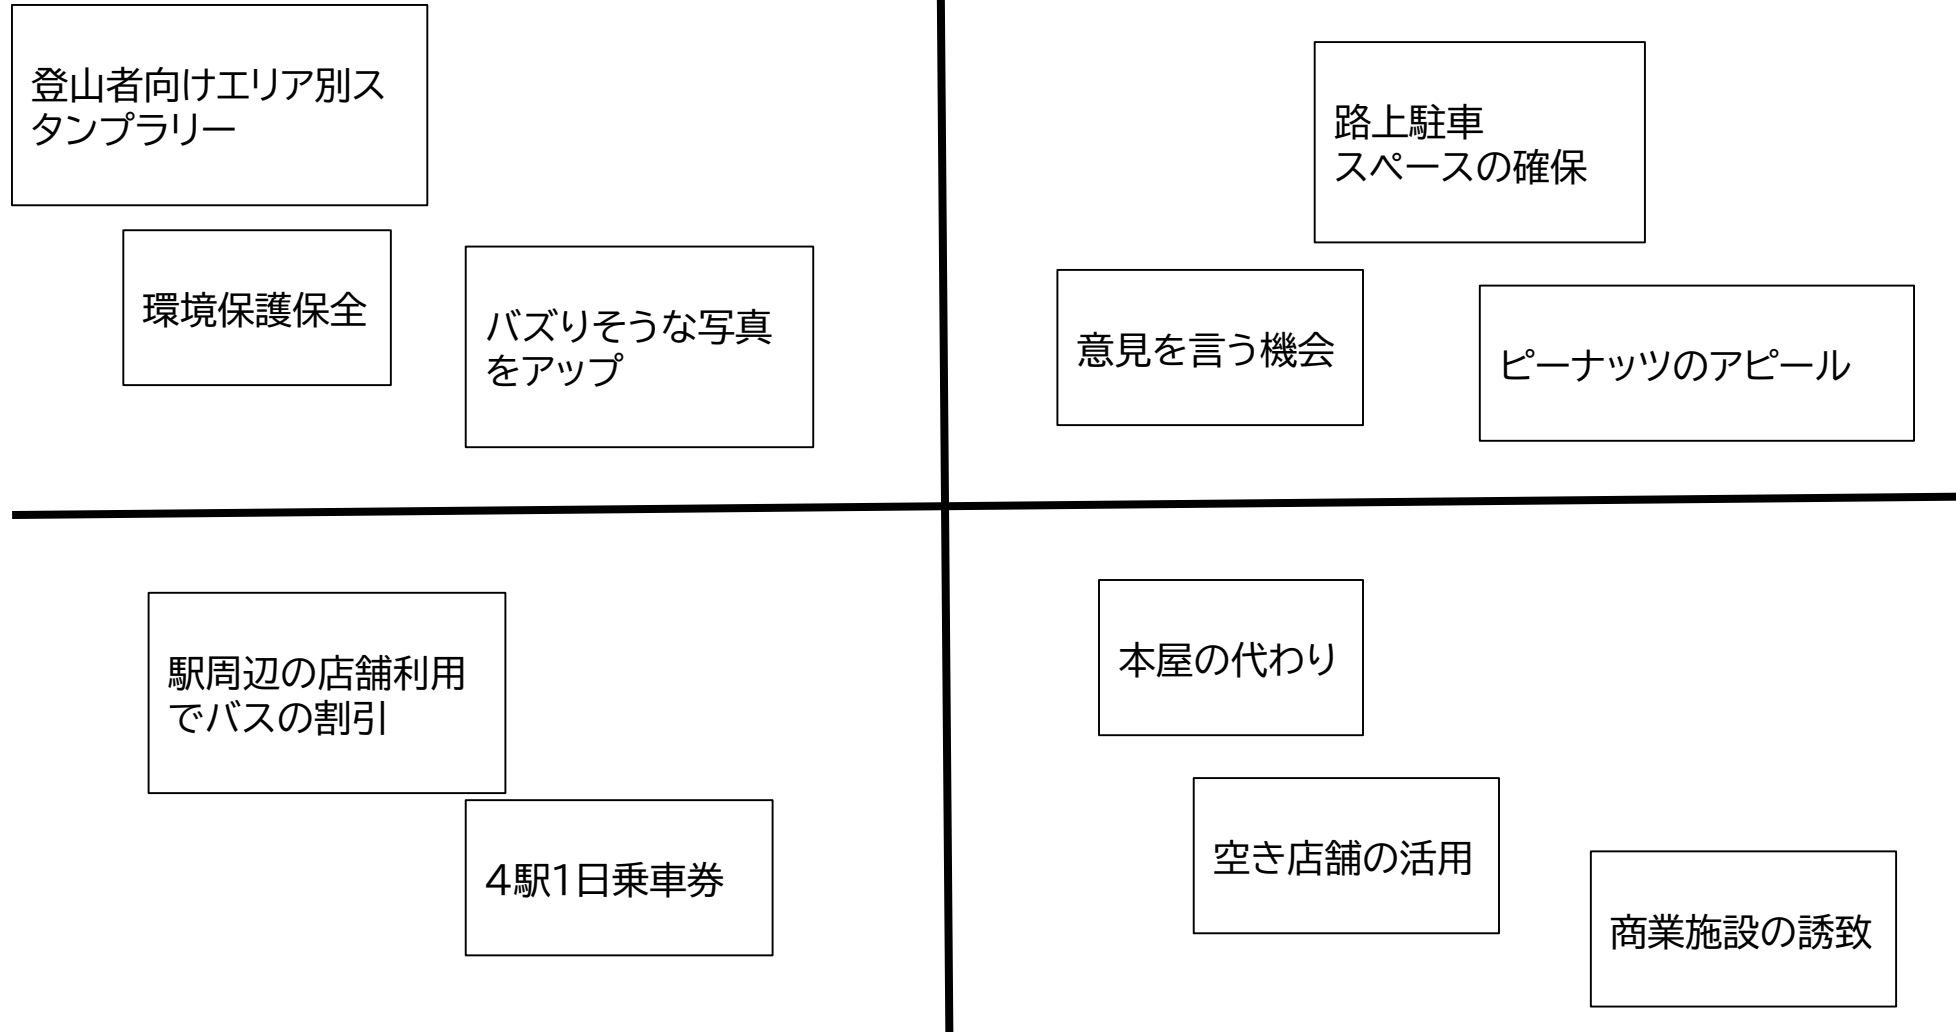 登山者向けエリア別ス
タンプラリー
環境保護保全
バズりそうな写真
をアップ
路上駐車
スペースの確保
意見を言う機会
ピーナッツのアピール
駅周辺の店舗利用
でバスの割引
4駅1日乗車券
本屋の代わり
空き店舗の活用
商業施設の誘致